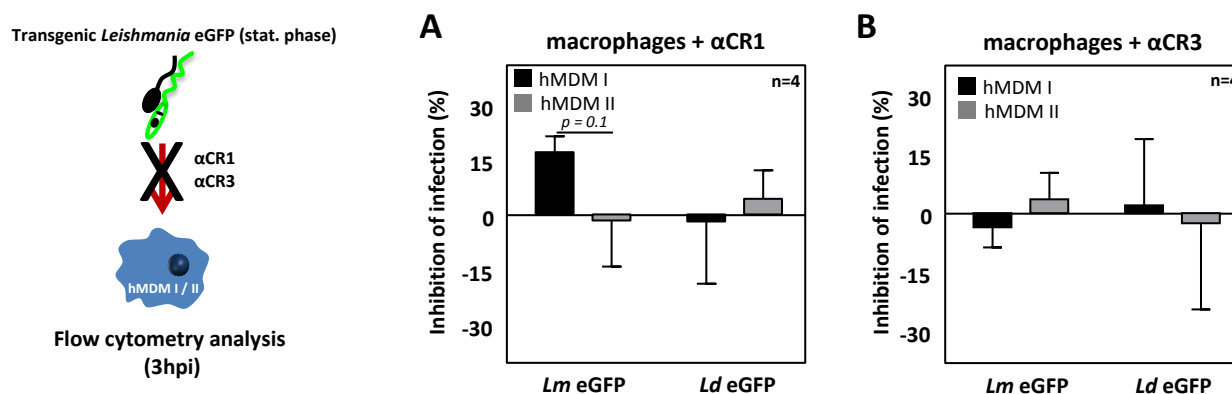 Transgenic Leishmania eGFP (stat. phase)
αCR1
αCR3
hMDM I / II
Flow cytometry analysis
(3hpi)
A
macrophages + αCR1
Inhibition of infection (%)
30
15
0
-15
-30
hMDM I
hMDM II
n=4
p = 0.1
Lm eGFP
Ld eGFP
B
macrophages + αCR3
Inhibition of infection (%)
30
15
0
-15
-30
hMDM I
hMDM II
n=4
Lm eGFP
Ld eGFP